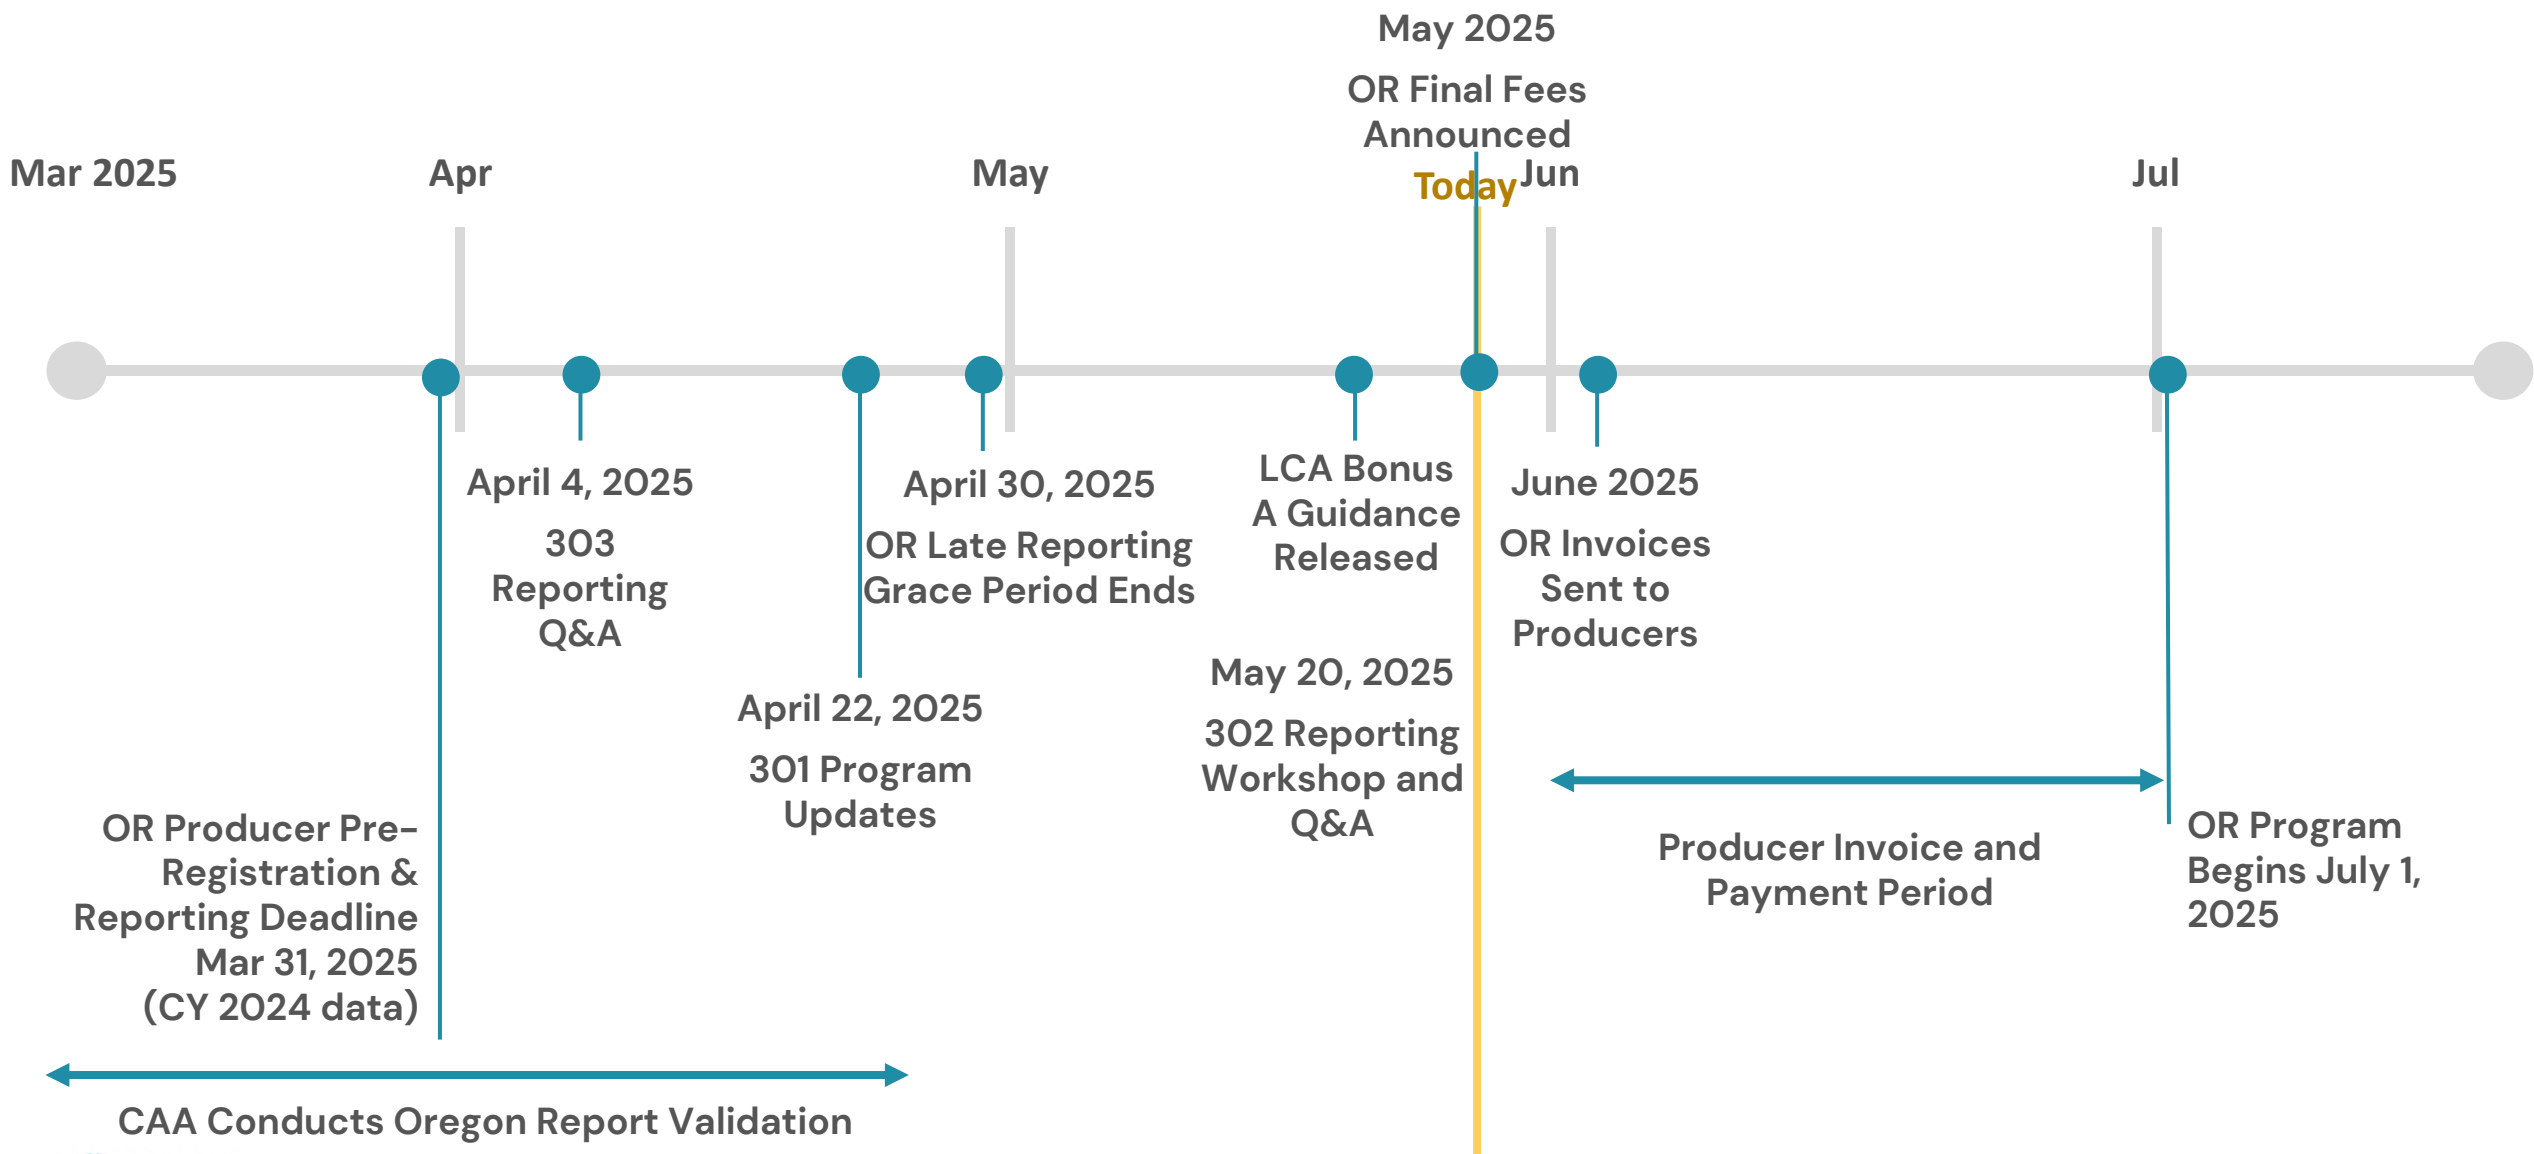 May 2025
OR Final Fees
Announced
Mar 2025
Apr
May
Today
Jun
Jul
April 4, 2025
303
Reporting
Q&A
April 30, 2025
OR Late Reporting
Grace Period Ends
LCA Bonus
A Guidance
Released
June 2025
OR Invoices
Sent to
Producers
April 22, 2025
301 Program
Updates
May 20, 2025
302 Reporting
Workshop and
Q&A
OR Producer Pre-
Registration &
Reporting Deadline
Mar 31, 2025
(CY 2024 data)
Producer Invoice and
Payment Period
OR Program
Begins July 1,
2025
CAA Conducts Oregon Report Validation